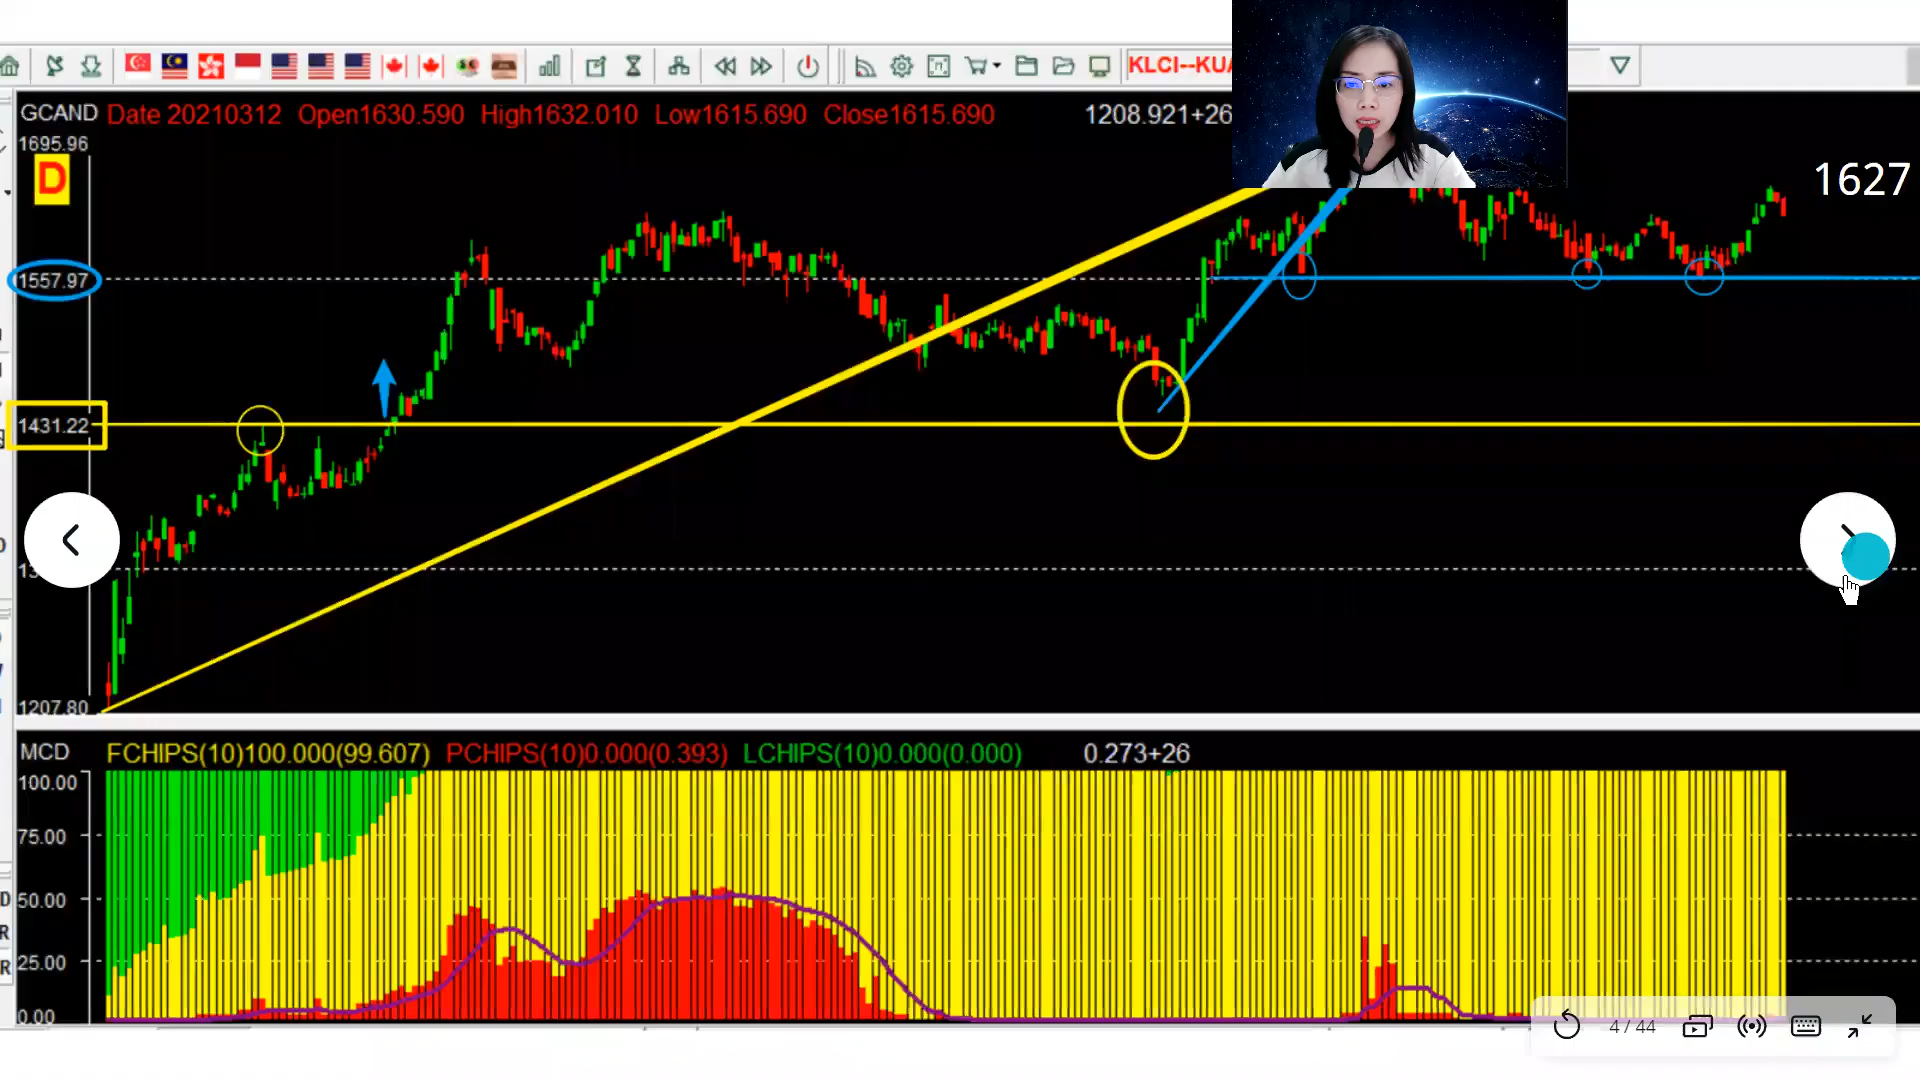 KLCI--KUA
GCAND Date 20210312 Open1630.590 High1632.010 Low1615.690 Close1615.690 1208.921+26
1695.96
D
1627
1557.97
1431.22
1207.80
MCD FCHIPS(10)100.000(99.607) PCHIPS(10)0.000(0.393) LCHIPS(10)0.000(0.000) 0.273+26
100.00
75.00
50.00
25.00
0.00
4 / 44